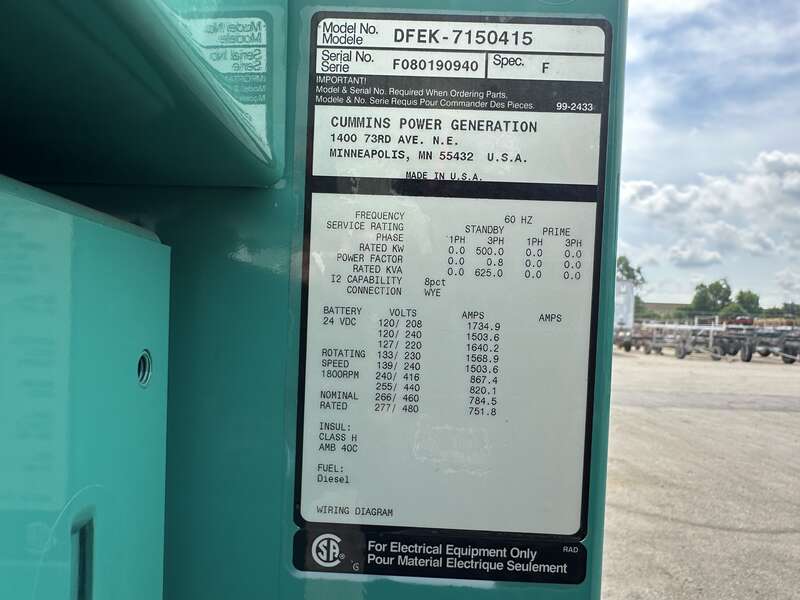 Model No.
Modèle DFEK-7150415
Serial No.
Serie F080190940 Spec. F
IMPORTANT!
Model & Serial No. Required When Ordering Parts.
Modele & No. Serie Requis Pour Commander Des Pieces. 99-2433
CUMMINS POWER GENERATION
1400 73RD AVE. N.E.
MINNEAPOLIS, MN 55432 U.S.A.
MADE IN U.S.A.
FREQUENCY 60 HZ
SERVICE RATING STANDBY PRIME
PHASE 1PH 3PH 1PH 3PH
RATED KW 0.0 500.0 0.0 0.0
POWER FACTOR 0.0 0.8 0.0 0.0
RATED KVA 0.0 625.0 0.0 0.0
I2 CAPABILITY 8pct
CONNECTION WYE
BATTERY VOLTS AMPS AMPS
24 VDC 120/ 208 1734.9
120/ 240 1503.6
127/ 220 1640.2
ROTATING 133/ 230 1568.9
SPEED 139/ 240 1503.6
1800RPM 240/ 416 867.4
255/ 440 820.1
NOMINAL 266/ 460 784.5
RATED 277/ 480 751.8
INSUL:
CLASS H
AMB 40C
FUEL:
Diesel
WIRING DIAGRAM
SA ® G
For Electrical Equipment Only RAD
Pour Material Electrique Seulement